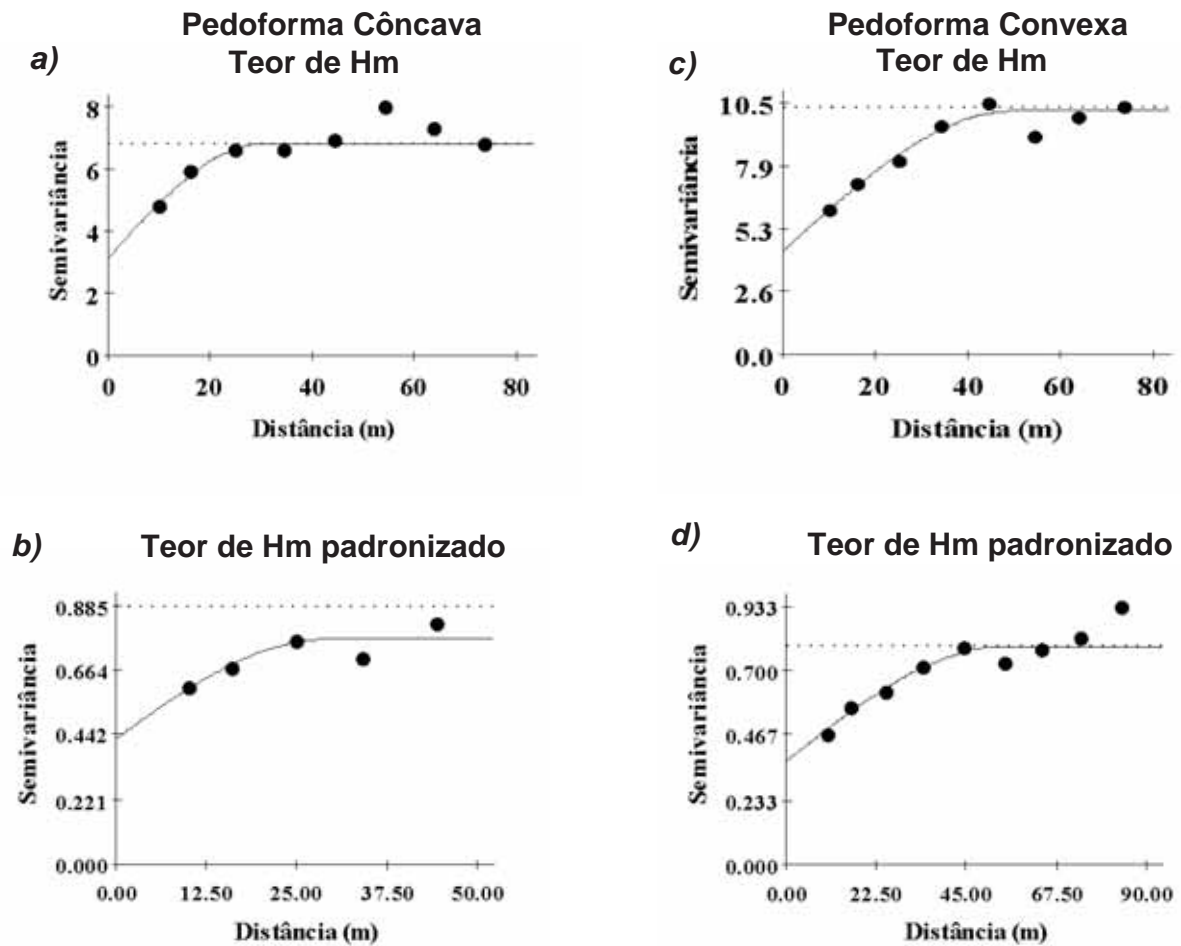 Pedoforma Côncava
a)
Teor de Hm
8
6
4
2
0
Semivariância
0 20 40 60 80
Distância (m)
Pedoforma Convexa
c)
Teor de Hm
10.5
7.9
5.3
2.6
0.0
Semivariância
0 20 40 60 80
Distância (m)
b)
Teor de Hm padronizado
0.885
0.664
0.442
0.221
0.000
Semivariância
0.00 12.50 25.00 37.50 50.00
Distância (m)
d)
Teor de Hm padronizado
0.933
0.700
0.467
0.233
0.000
Semivariância
0.00 22.50 45.00 67.50 90.00
Distância (m)